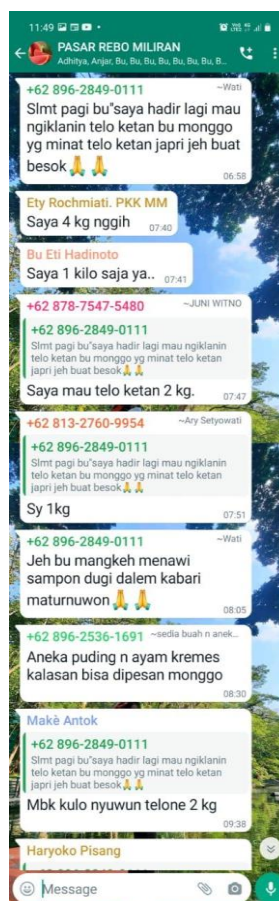 11:49
PASAR REBO MILIRAN
Adhitya, Anjar, Bu, Bu, Bu, Bu, Bu, Bu, Bu, B...
+62 896-2849-0111 ~Wati
Slmt pagi bu"saya hadir lagi mau
ngiklanin telo ketan bu monggo
yg minat telo ketan japri jeh buat
besok🙏🙏
06:58
Ety Rochmiati. PKK MM
Saya 4 kg nggih 07:40
Bu Eti Hadinoto
Saya 1 kilo saja ya.. 07:41
+62 878-7547-5480 ~JUNI WITNO
+62 896-2849-0111
Slmt pagi bu"saya hadir lagi mau ngiklanin
telo ketan bu monggo yg minat telo ketan
japri jeh buat besok🙏🙏
Saya mau telo ketan 2 kg. 07:47
+62 813-2760-9954 ~Ary Setyowati
+62 896-2849-0111
Slmt pagi bu"saya hadir lagi mau ngiklanin
telo ketan bu monggo yg minat telo ketan
japri jeh buat besok🙏🙏
Sy 1kg 07:51
+62 896-2849-0111 ~Wati
Jeh bu mangkeh menawi
sampon dugi dalem kabari
maturnuwon🙏🙏 08:05
+62 896-2536-1691 ~sedia buah n anek...
Aneka puding n ayam kremes
kalasan bisa dipesan monggo
08:30
Makè Antok
+62 896-2849-0111
Slmt pagi bu"saya hadir lagi mau ngiklanin
telo ketan bu monggo yg minat telo ketan
japri jeh buat besok🙏🙏
Mbk kulo nyuwun telone 2 kg
09:38
Haryoko Pisang
Message